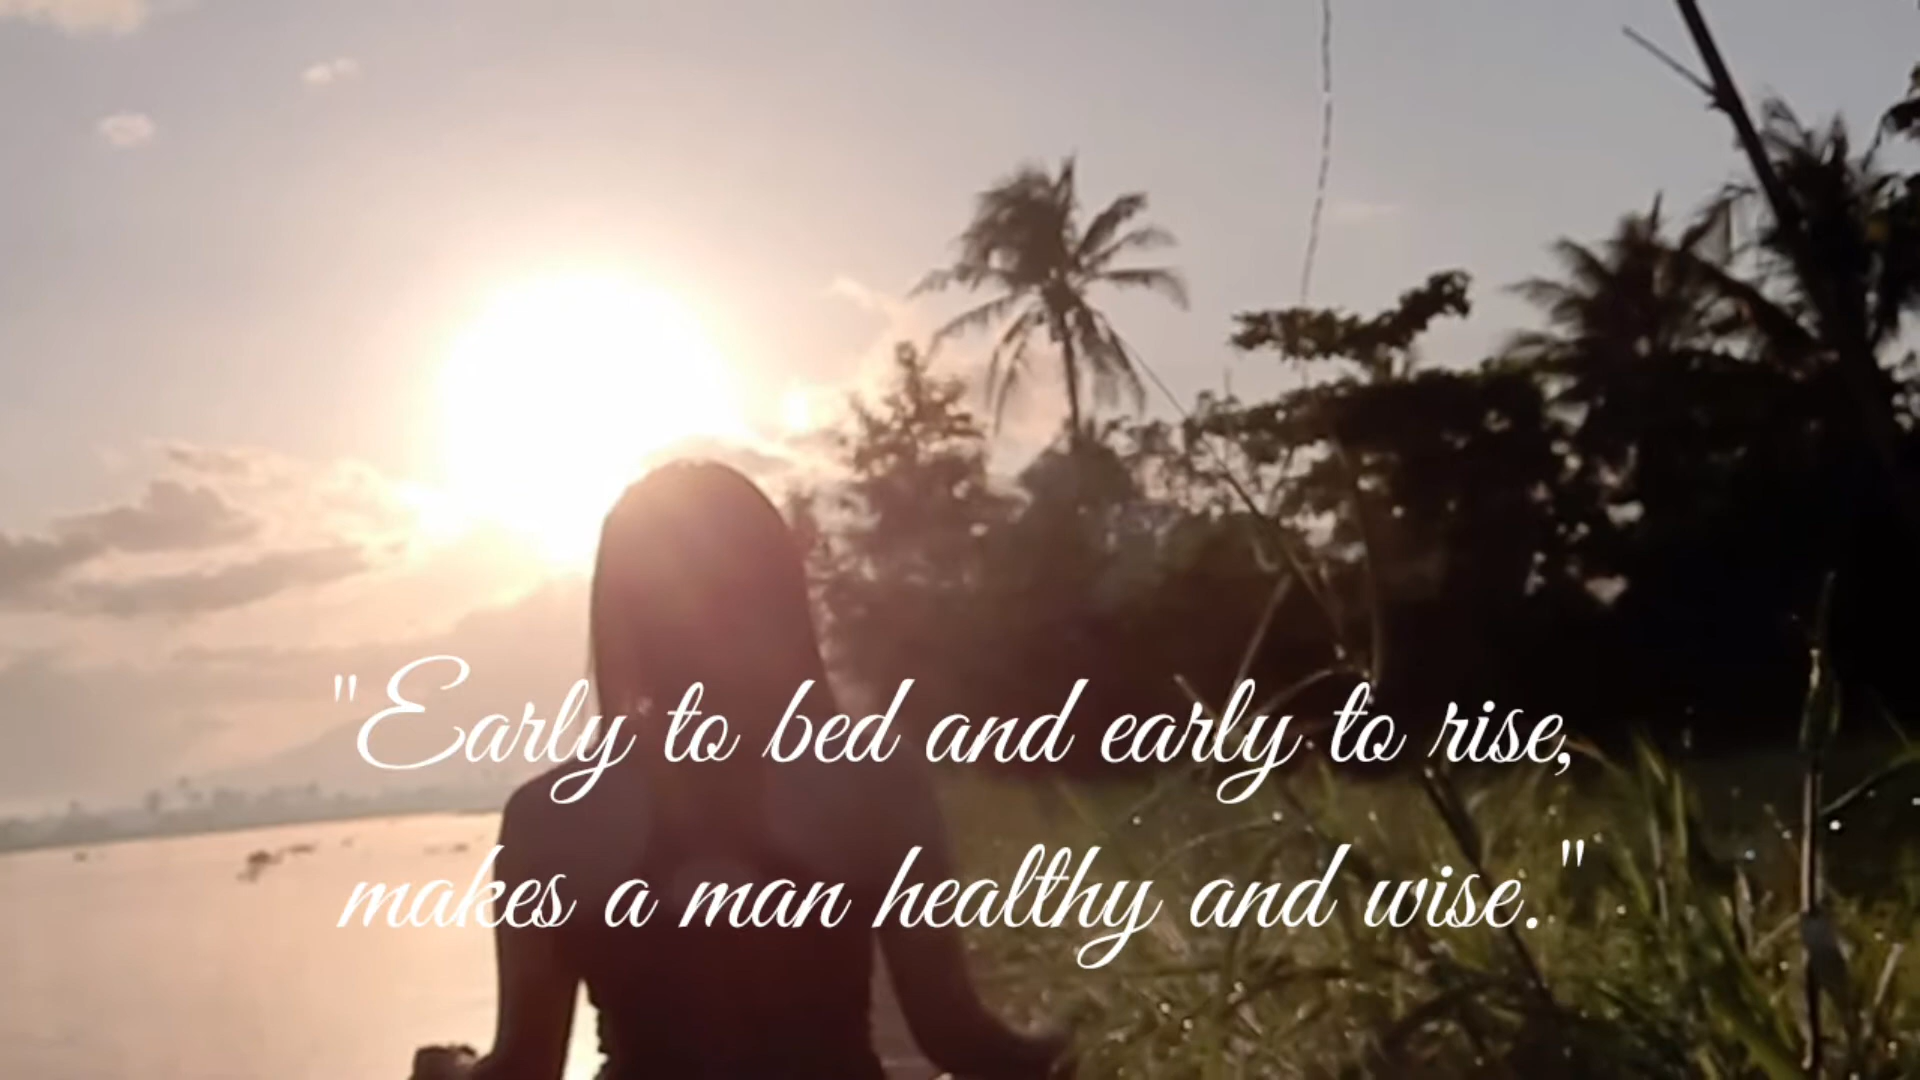 "Early to bed and early to rise,
makes a man healthy and wise."